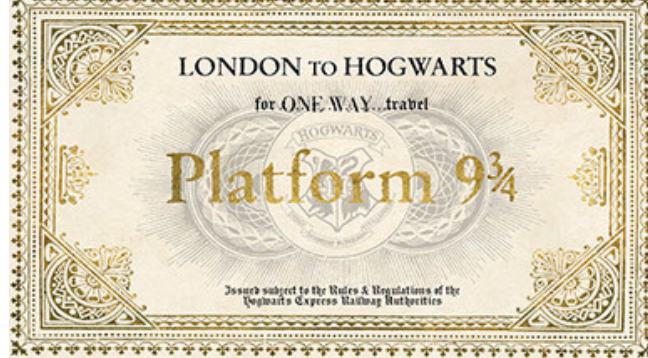 LONDON TO HOGWARTS
for ONE WAY...travel
HOGWARTS
Platform 9¾
Issued subject to the Rules & Regulations of the
Hogwarts Express Railway Authorities